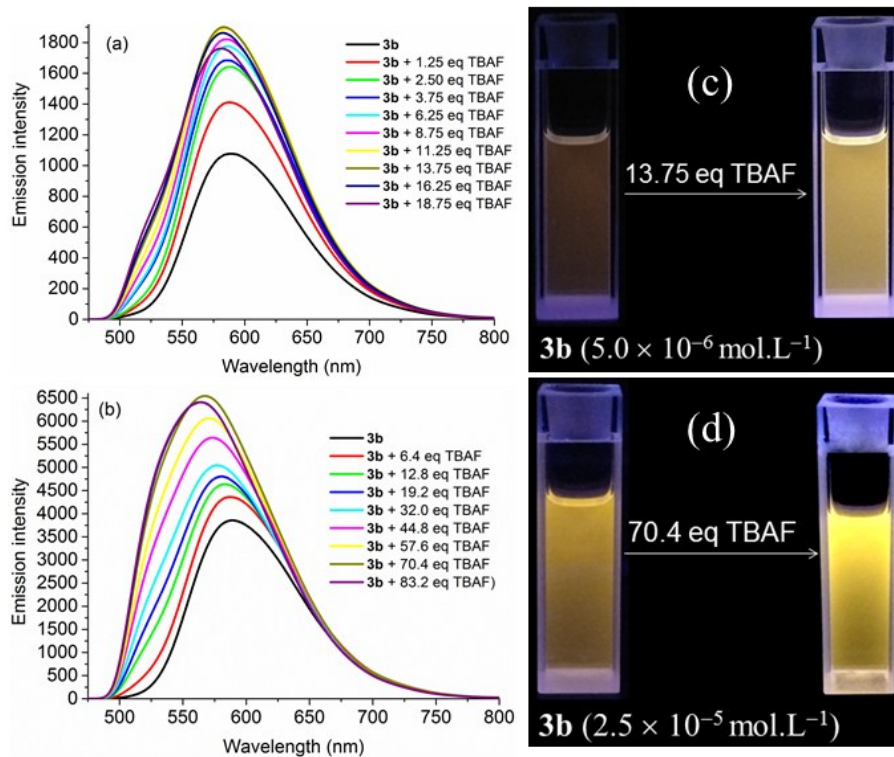 (a)
Emission intensity
1800
1600
1400
1200
1000
800
600
400
200
0
500
550
600
650
700
750
800
Wavelength (nm)
3b
3b + 1.25 eq TBAF
3b + 2.50 eq TBAF
3b + 3.75 eq TBAF
3b + 6.25 eq TBAF
3b + 8.75 eq TBAF
3b + 11.25 eq TBAF
3b + 13.75 eq TBAF
3b + 16.25 eq TBAF
3b + 18.75 eq TBAF
(c)
13.75 eq TBAF
3b (5.0 × 10⁻⁶ mol.L⁻¹)
(b)
Emission intensity
6500
6000
5500
5000
4500
4000
3500
3000
2500
2000
1500
1000
500
0
500
550
600
650
700
750
800
Wavelength (nm)
3b
3b + 6.4 eq TBAF
3b + 12.8 eq TBAF
3b + 19.2 eq TBAF
3b + 32.0 eq TBAF
3b + 44.8 eq TBAF
3b + 57.6 eq TBAF
3b + 70.4 eq TBAF
3b + 83.2 eq TBAF)
(d)
70.4 eq TBAF
3b (2.5 × 10⁻⁵ mol.L⁻¹)